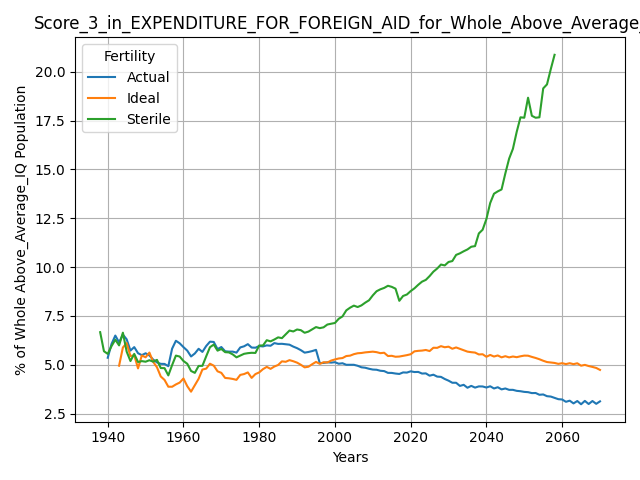 Score_3_in_EXPENDITURE_FOR_FOREIGN_AID_for_Whole_Above_Average_
Fertility
Actual
Ideal
Sterile
% of Whole Above_Average_IQ Population
20.0
17.5
15.0
12.5
10.0
7.5
5.0
2.5
1940 1960 1980 2000 2020 2040 2060
Years